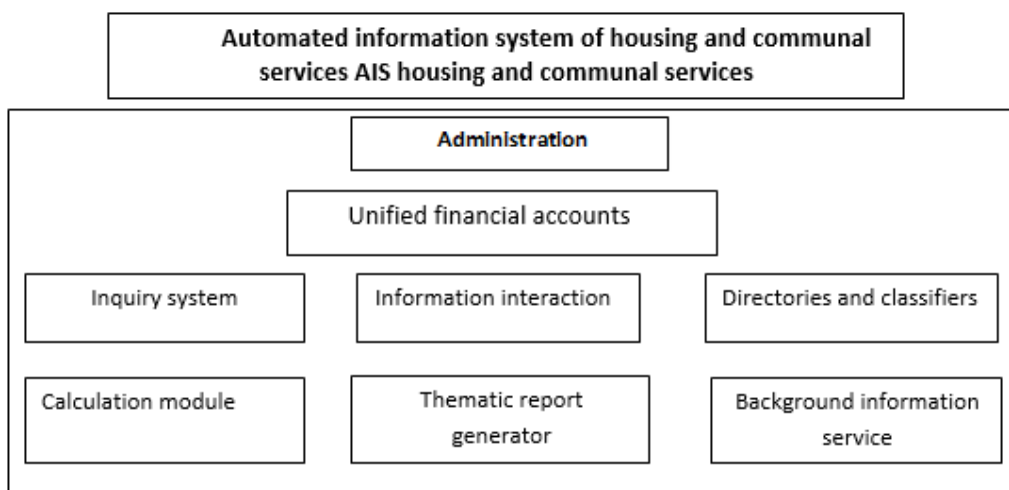 Automated information system of housing and communal
services AIS housing and communal services
Administration
Unified financial accounts
Inquiry system
Information interaction
Directories and classifiers
Calculation module
Thematic report
generator
Background information
service